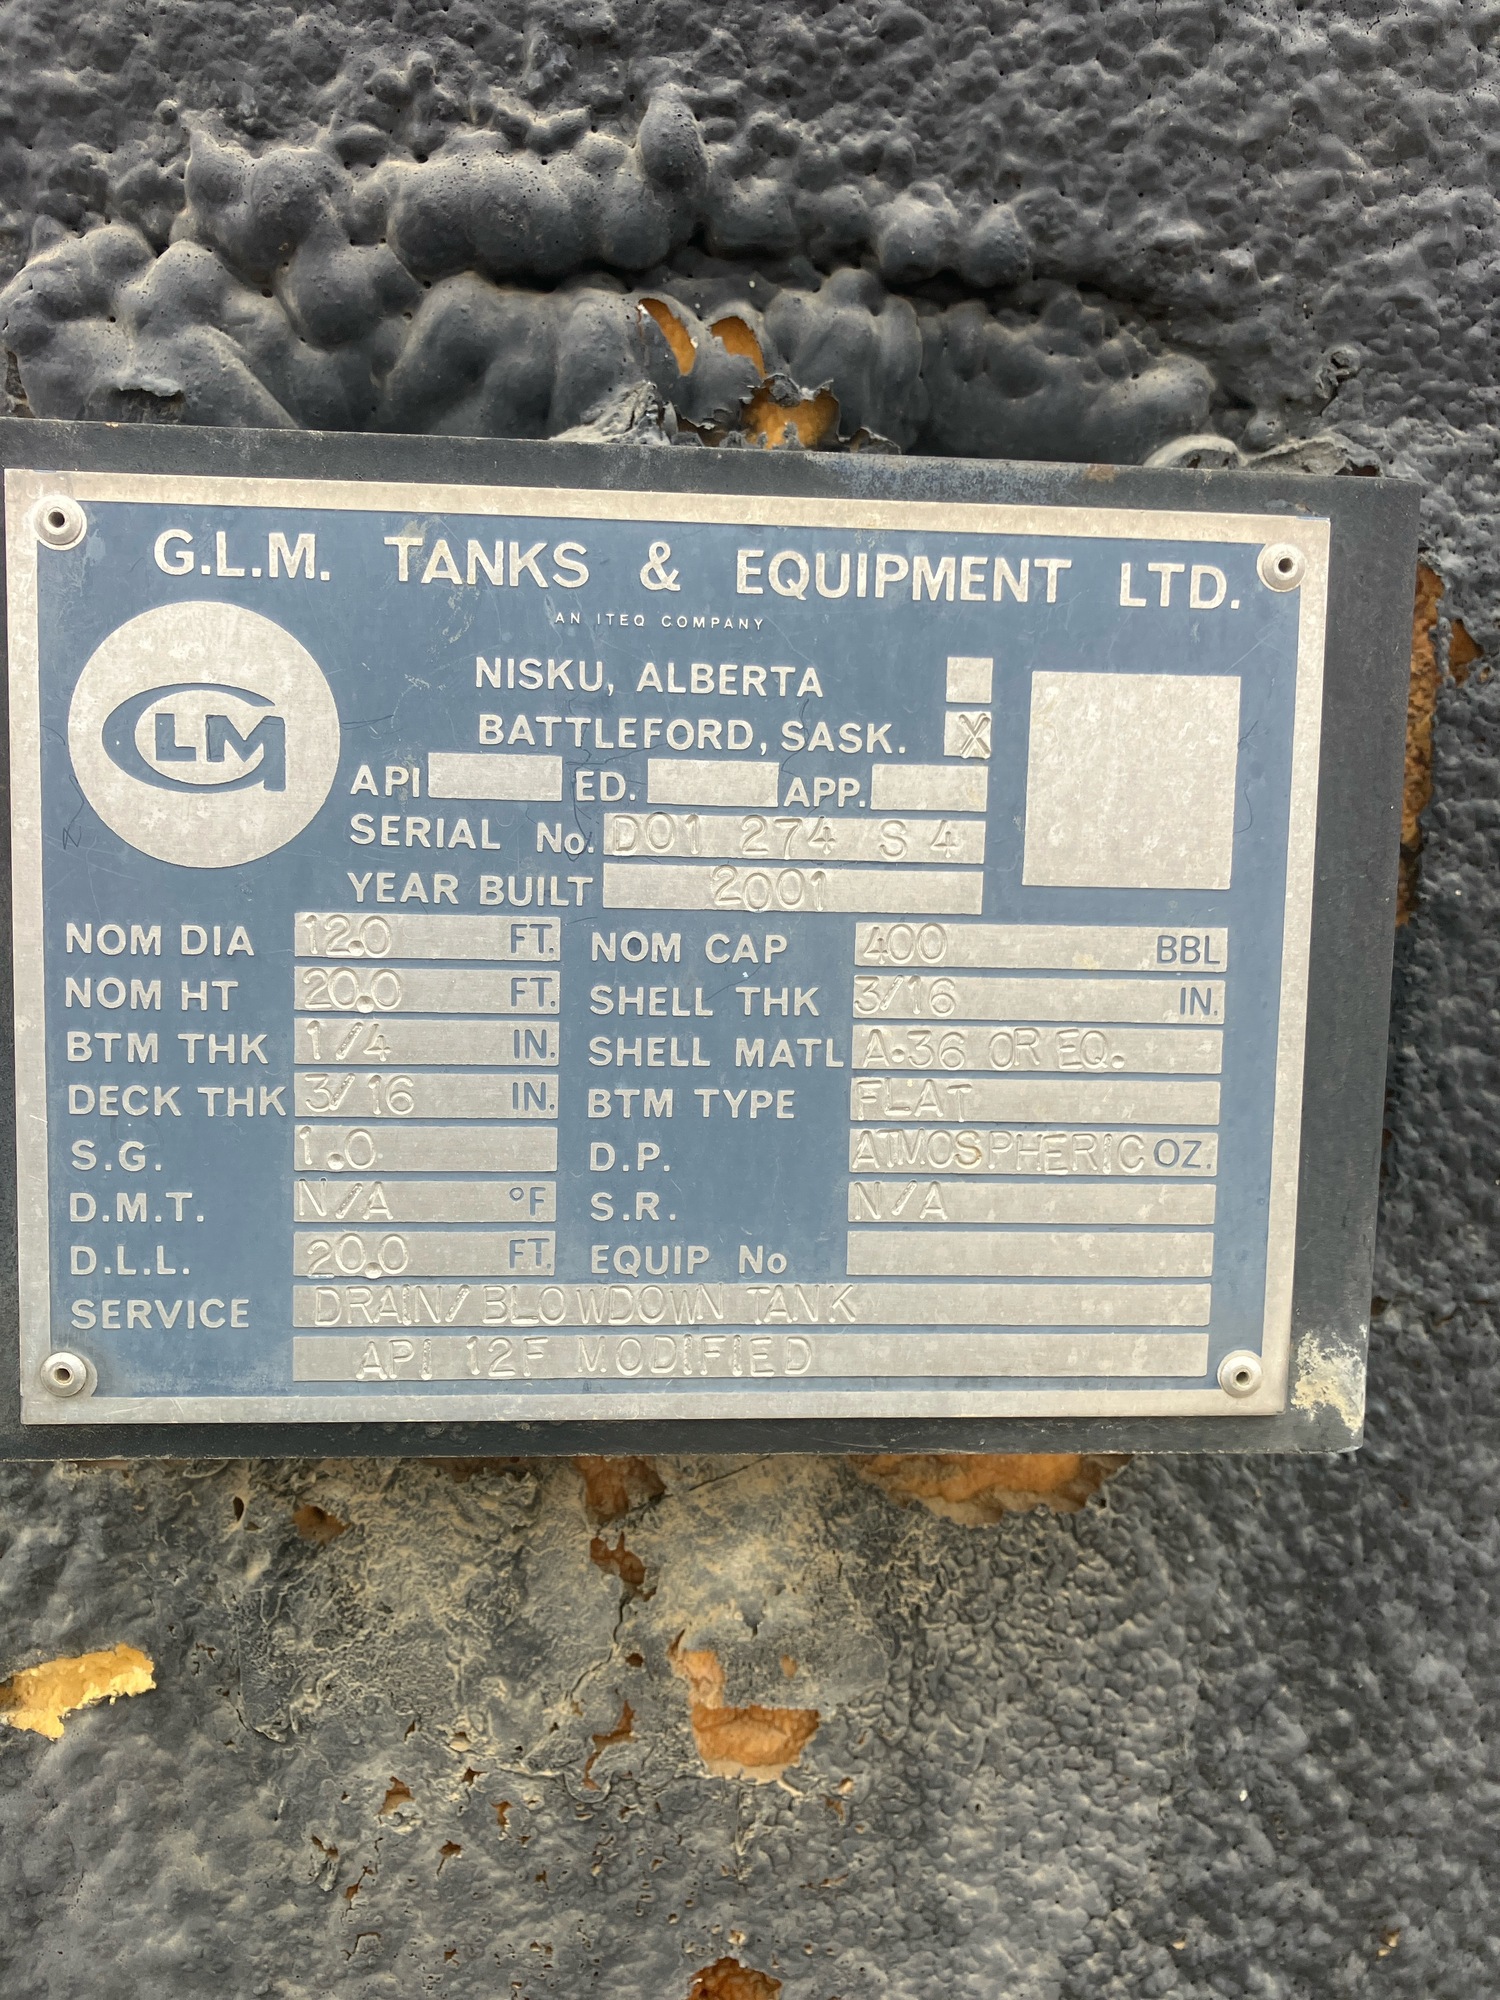 G.L.M. TANKS & EQUIPMENT LTD.
AN ITEQ COMPANY
GLM
NISKU, ALBERTA
BATTLEFORD, SASK. X
API ED. APP.
SERIAL No. D01 274 S 4
YEAR BUILT 2001
NOM DIA 12.0 FT. NOM CAP 400 BBL
NOM HT 20.0 FT. SHELL THK 3/16 IN.
BTM THK 1/4 IN. SHELL MATL A.36 OR EQ.
DECK THK 3/16 IN. BTM TYPE FLAT
S.G. 1.0 D.P. ATMOSPHERIC OZ.
D.M.T. N/A °F S.R. N/A
D.L.L. 20.0 FT. EQUIP No
SERVICE DRAIN/BLOWDOWN TANK
API 12F MODIFIED